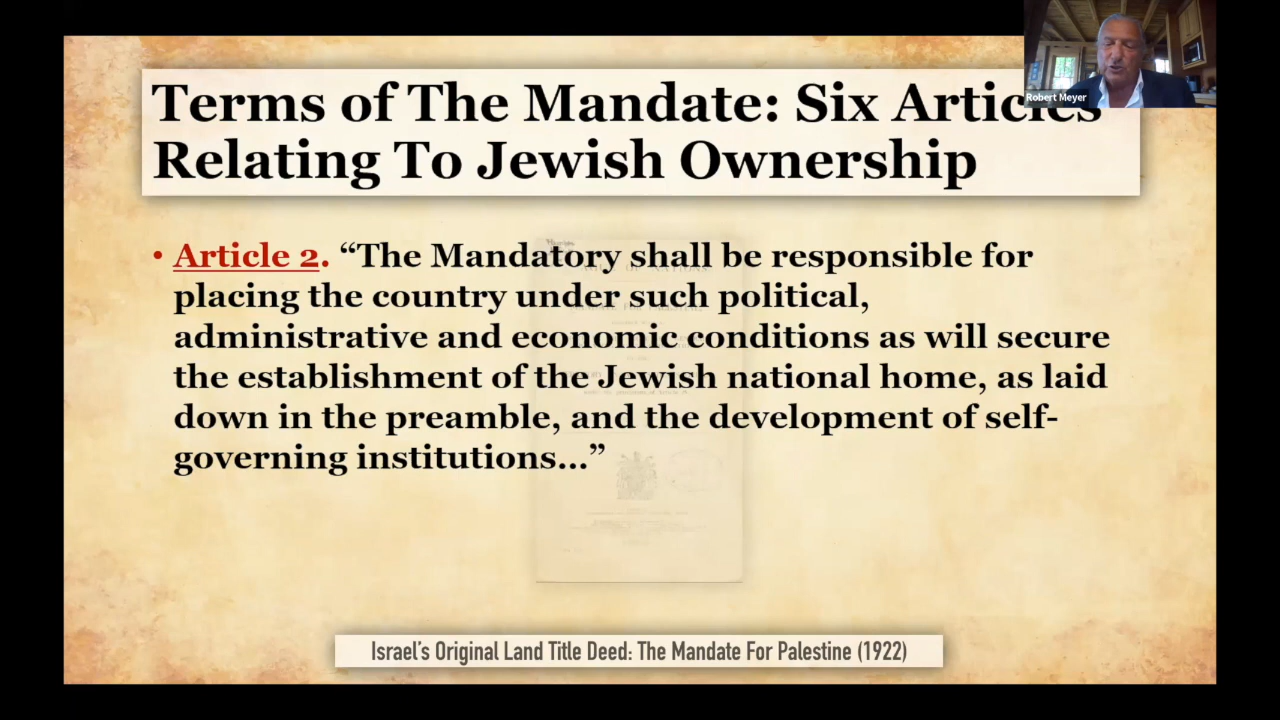 Terms of The Mandate: Six Articles
Relating To Jewish Ownership
Robert Meyer
• Article 2. “The Mandatory shall be responsible for
placing the country under such political,
administrative and economic conditions as will secure
the establishment of the Jewish national home, as laid
down in the preamble, and the development of self-
governing institutions...”
Israel's Original Land Title Deed: The Mandate For Palestine (1922)